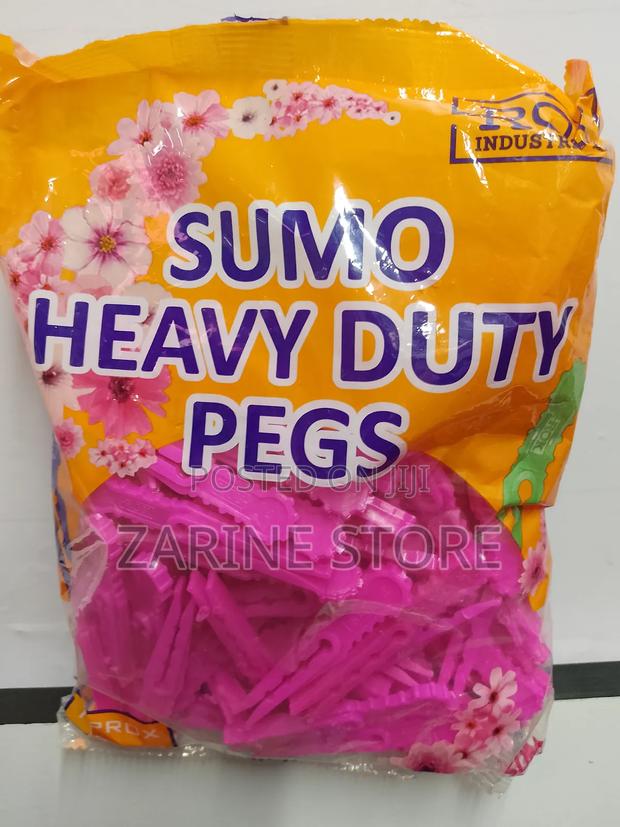 INDUSTR
SUMO
HEAVY DUTY
PEGS
POSTED ON JIJI
ZARINE STORE
PROX